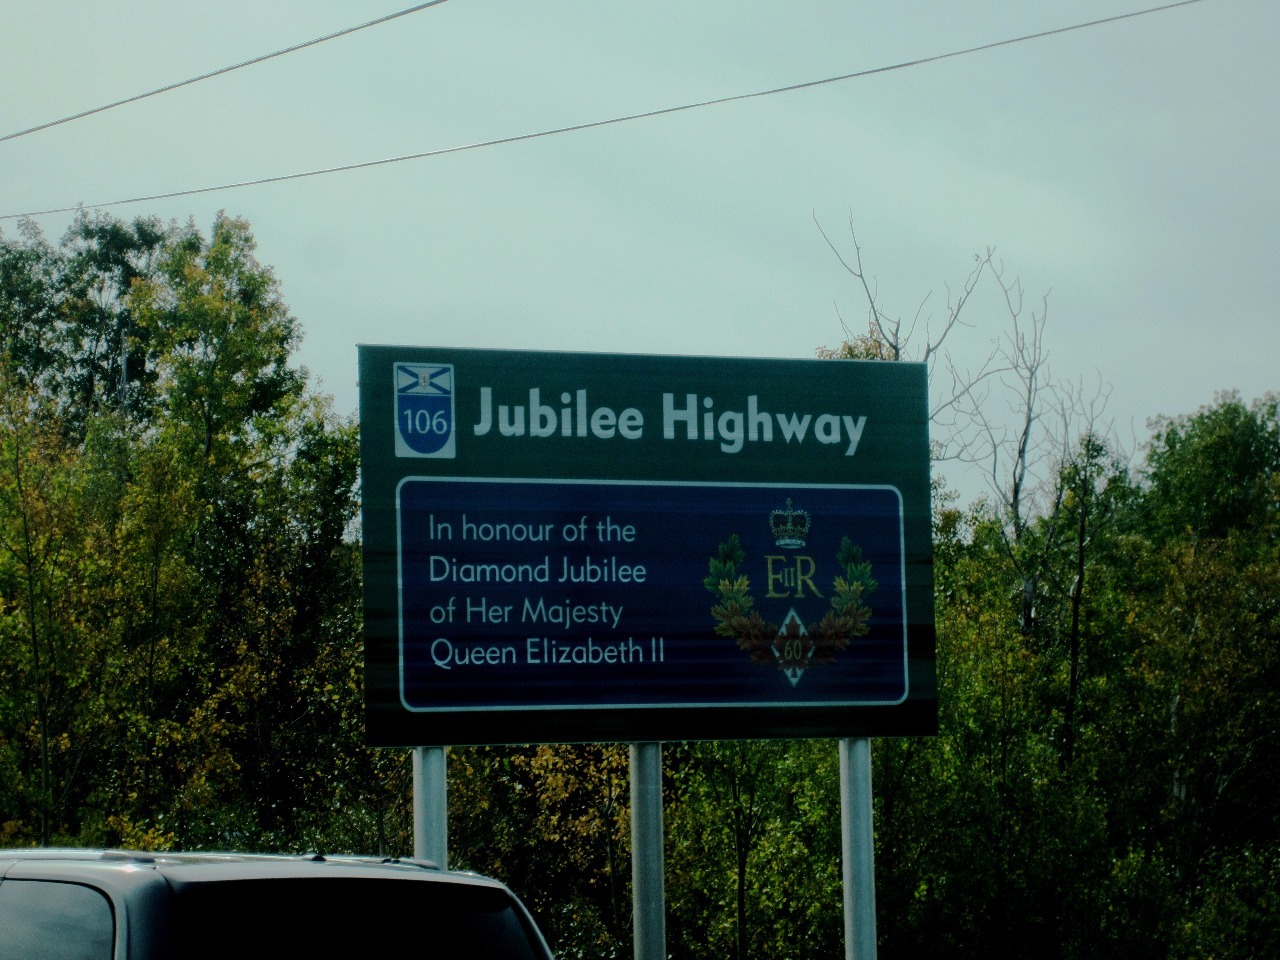 106
Jubilee Highway
In honour of the
Diamond Jubilee
of Her Majesty
Queen Elizabeth II
EIIR
60